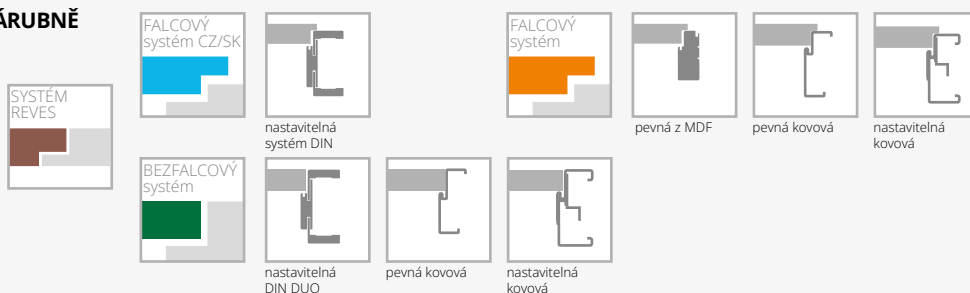 ÁRUBNĚ
SYSTÉM
REVES
FALCOVÝ
systém CZ/SK
nastavitelná
systém DIN
FALCOVÝ
systém
pevná z MDF
pevná kovová
nastavitelná
kovová
BEZFALCOVÝ
systém
nastavitelná
DIN DUO
pevná kovová
nastavitelná
kovová